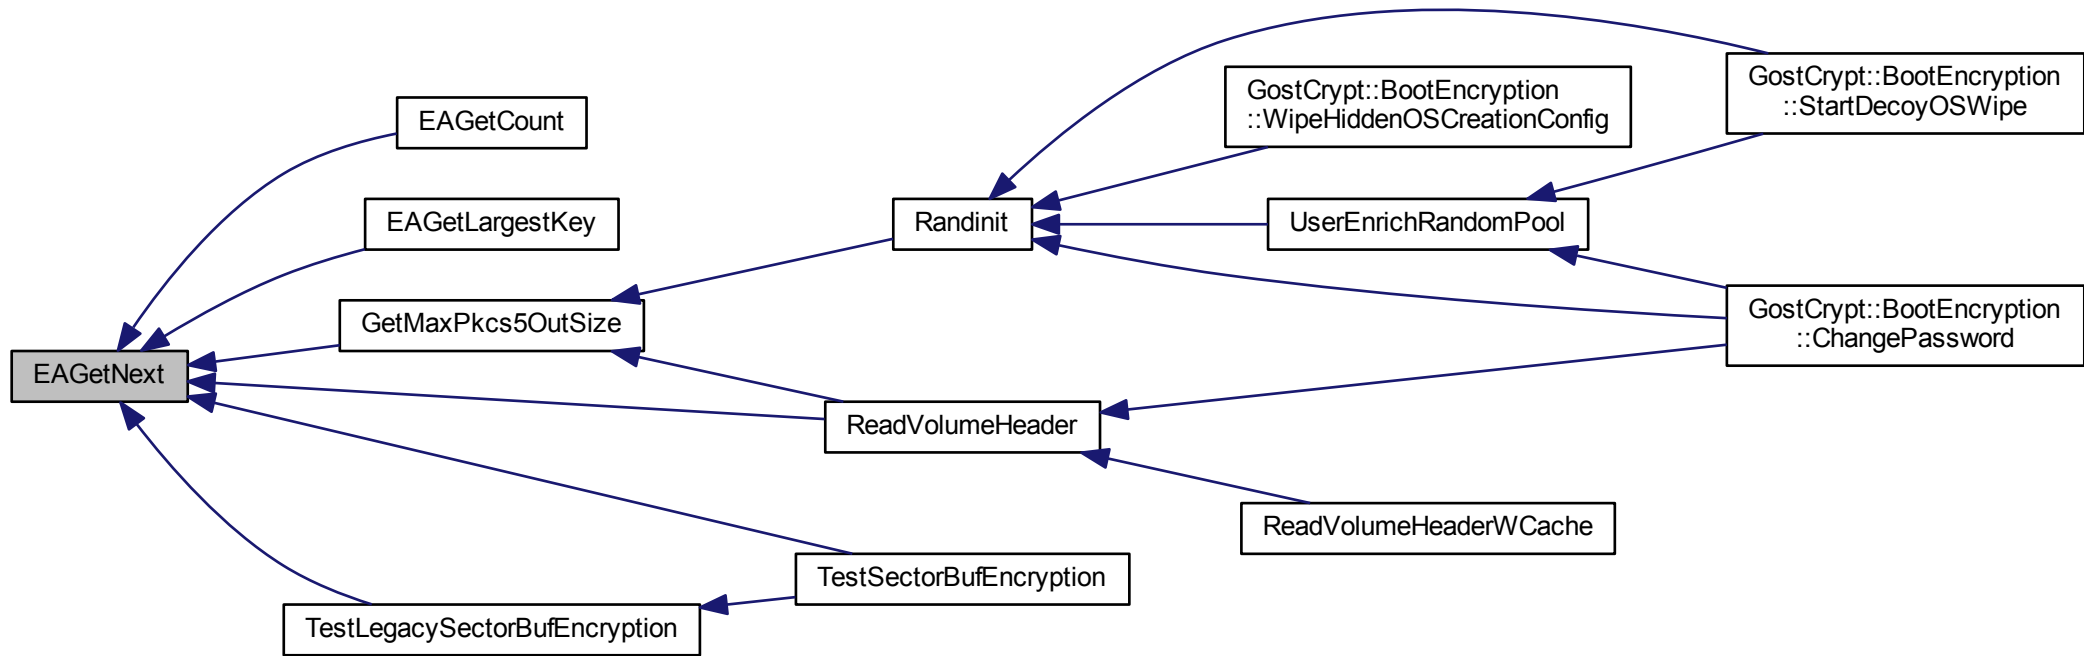 EAGetNext
EAGetCount
EAGetLargestKey
GetMaxPkcs5OutSize
TestLegacySectorBufEncryption
Randinit
ReadVolumeHeader
TestSectorBufEncryption
GostCrypt::BootEncryption
::WipeHiddenOSCreationConfig
UserEnrichRandomPool
ReadVolumeHeaderWCache
GostCrypt::BootEncryption
::StartDecoyOSWipe
GostCrypt::BootEncryption
::ChangePassword